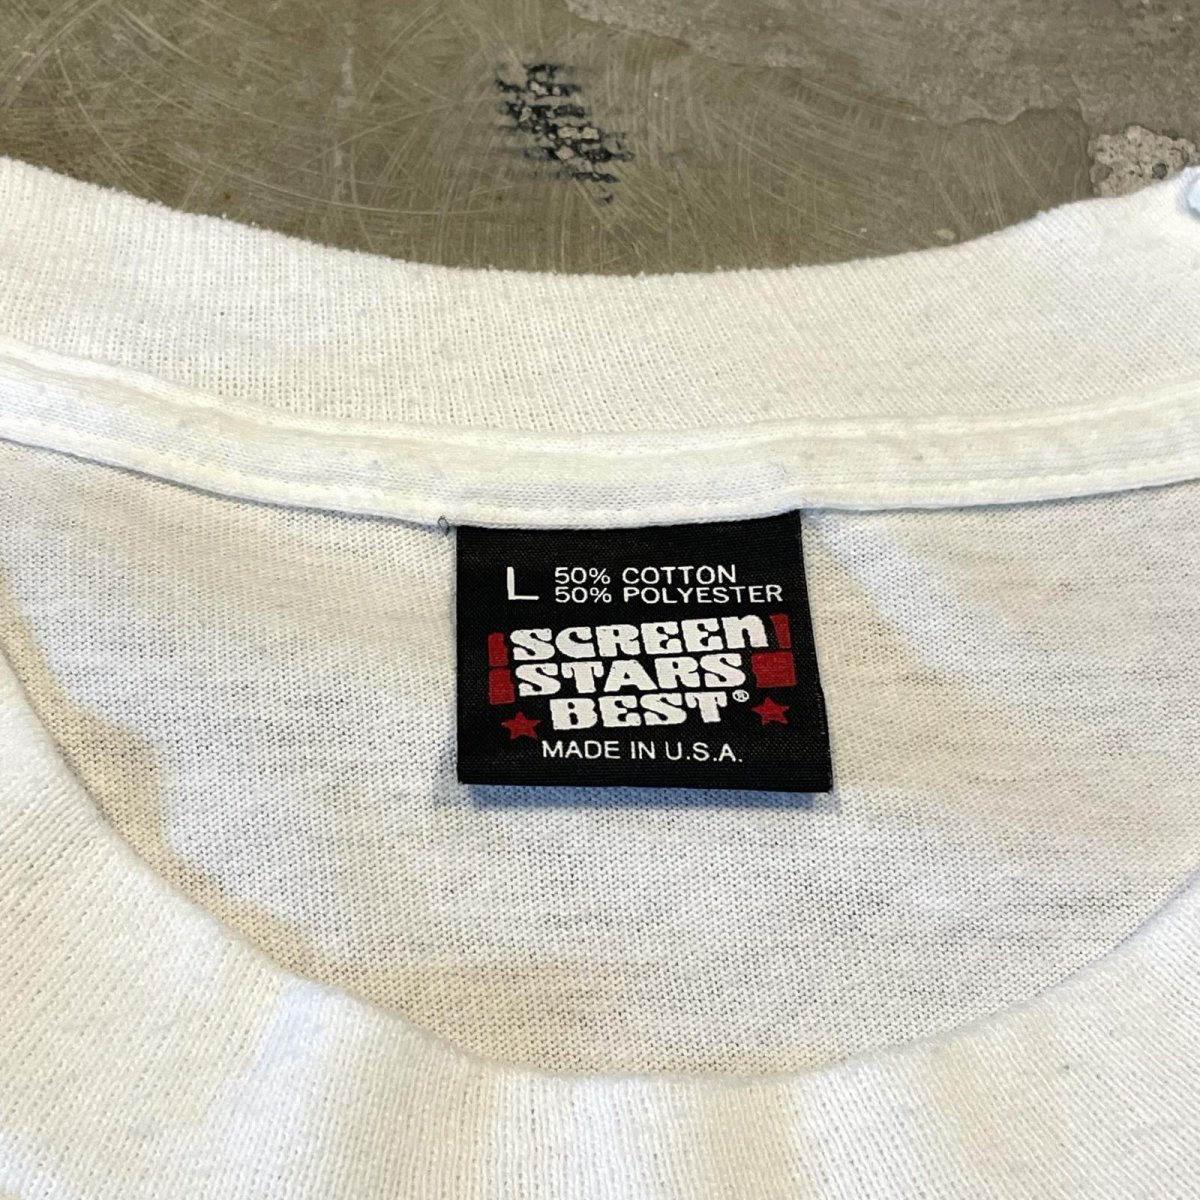 L 50% COTTON
50% POLYESTER
SCREEN
STARS
BEST®
MADE IN U.S.A.